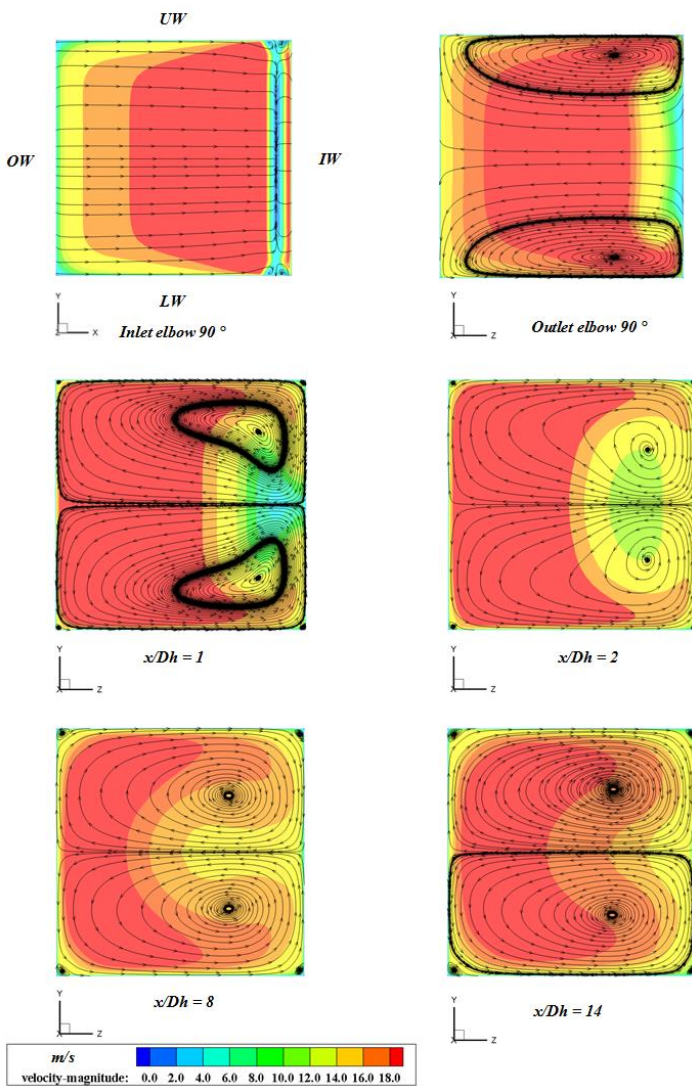 UW
OW
IW
LW
Y
Z X
Inlet elbow 90 °
Y
Z X
Outlet elbow 90 °
Y
X Z
x/Dh = 1
Y
X Z
x/Dh = 2
Y
X Z
x/Dh = 8
Y
X Z
x/Dh = 14
m/s
velocity-magnitude: 0.0 2.0 4.0 6.0 8.0 10.0 12.0 14.0 16.0 18.0